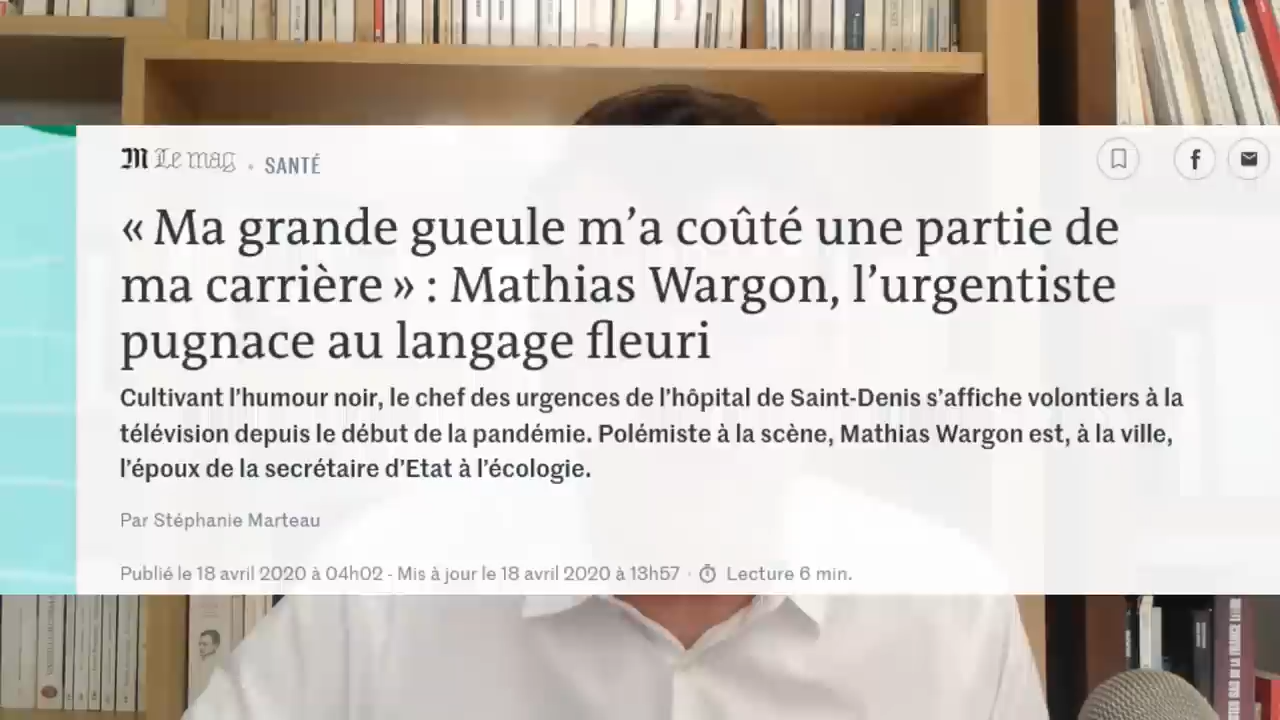 M Le mag · SANTÉ
« Ma grande gueule m’a coûté une partie de
ma carrière » : Mathias Wargon, l’urgentiste
pugnace au langage fleuri
Cultivant l’humour noir, le chef des urgences de l’hôpital de Saint-Denis s’affiche volontiers à la
télévision depuis le début de la pandémie. Polémiste à la scène, Mathias Wargon est, à la ville,
l’époux de la secrétaire d’Etat à l’écologie.
Par Stéphanie Marteau
Publié le 18 avril 2020 à 04h02 - Mis à jour le 18 avril 2020 à 13h57 · Lecture 6 min.